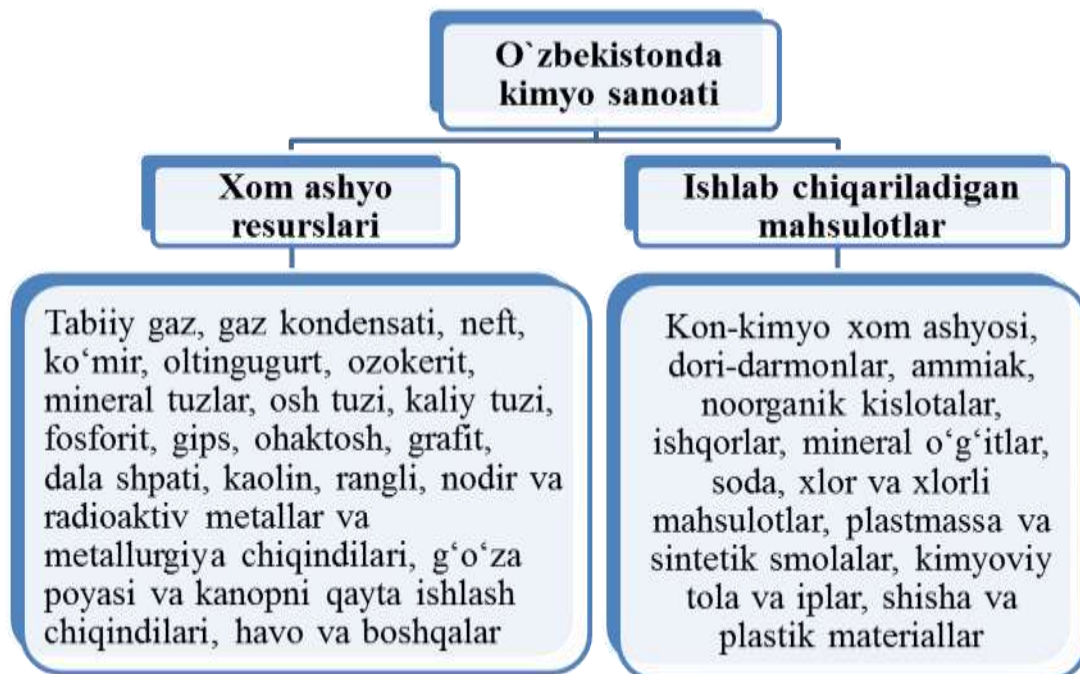 O`zbekistonda
kimyo sanoati
Xom ashyo
resurslari
Ishlab chiqariladigan
mahsulotlar
Tabiiy gaz, gaz kondensati, neft,
ko‘mir, oltingugurt, ozokerit,
mineral tuzlar, osh tuzi, kaliy tuzi,
fosforit, gips, ohaktosh, grafit,
dala shpati, kaolin, rangli, nodir va
radioaktiv metallar va
metallurgiya chiqindilari, g‘o‘za
poyasi va kanopni qayta ishlash
chiqindilari, havo va boshqalar
Kon-kimyo xom ashyosi,
dori-darmonlar, ammiak,
noorganik kislotalar,
ishqorlar, mineral o‘g‘itlar,
soda, xlor va xlorli
mahsulotlar, plastmassa va
sintetik smolalar, kimyoviy
tola va iplar, shisha va
plastik materiallar